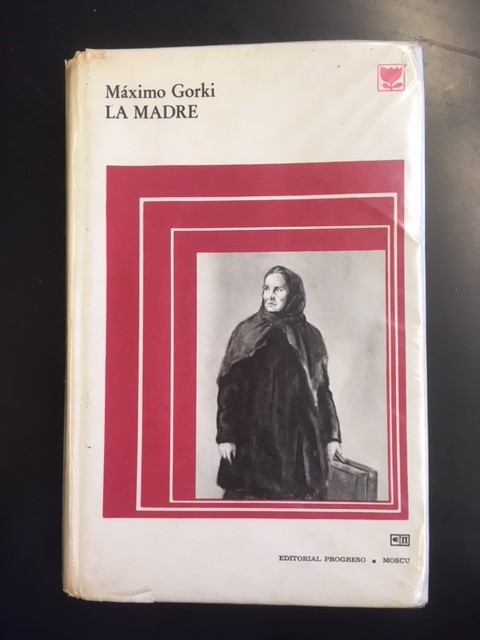 Máximo Gorki
LA MADRE
EDITORIAL PROGRESO • MOSCU